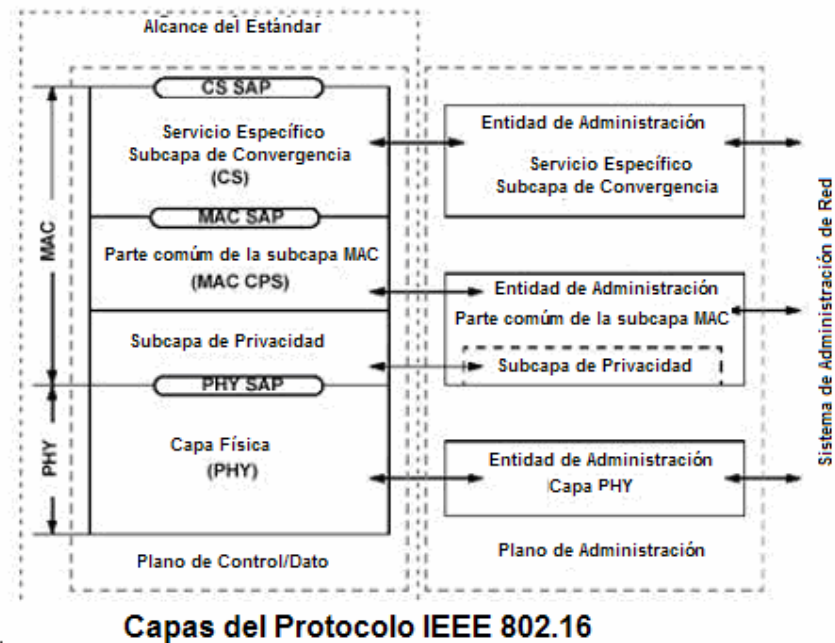 Alcance del Estándar
CS SAP
Servicio Específico
Subcapa de Convergencia
(CS)
MAC SAP
Parte comúm de la subcapa MAC
(MAC CPS)
Subcapa de Privacidad
PHY SAP
Capa Física
(PHY)
Plano de Control/Dato
MAC
PHY
Entidad de Administración
Servicio Específico
Subcapa de Convergencia
Entidad de Administración
Parte comúm de la subcapa MAC
Subcapa de Privacidad
Entidad de Administración
Capa PHY
Plano de Administración
Sistema de Administración de Red
Capas del Protocolo IEEE 802.16